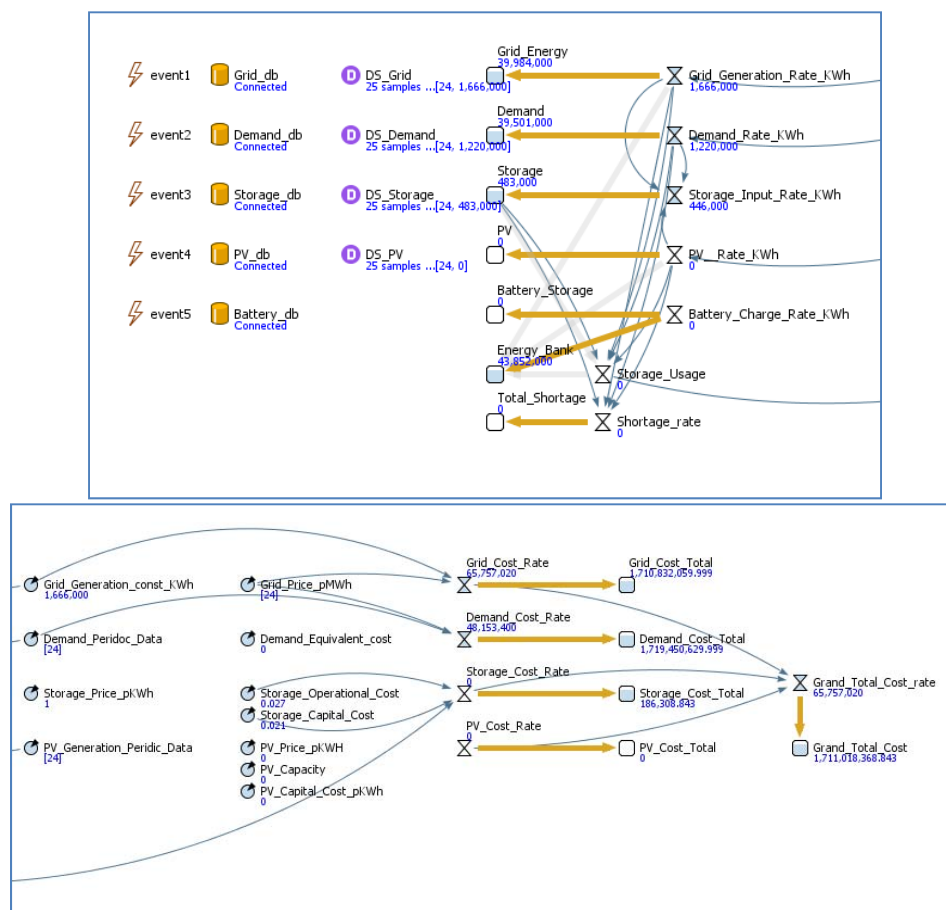 Grid_Energy
39,984,000
event1
Grid_db
Connected
DS_Grid
25 samples ...[24, 1,666,000]
Grid_Generation_Rate_KWh
1,666,000
Demand
39,501,000
event2
Demand_db
Connected
DS_Demand
25 samples ...[24, 1,220,000]
Demand_Rate_KWh
1,220,000
Storage
483,000
event3
Storage_db
Connected
DS_Storage
25 samples ...[24, 483,000]
Storage_Input_Rate_KWh
446,000
PV
0
event4
PV_db
Connected
DS_PV
25 samples ...[24, 0]
PV__Rate_KWh
0
Battery_Storage
0
event5
Battery_db
Connected
Battery_Charge_Rate_KWh
0
Energy_Bank
43,852,000
Storage_Usage
0
Total_Shortage
0
Shortage_rate
0
Grid_Cost_Rate
65,757,020
Grid_Cost_Total
1,710,832,059.999
Grid_Generation_const_KWh
1,666,000
Grid_Price_pMWh
[24]
Demand_Cost_Rate
48,153,400
Demand_Peridoc_Data
[24]
Demand_Equivalent_cost
0
Demand_Cost_Total
1,719,450,629.999
Storage_Cost_Rate
0
Storage_Price_pKWh
1
Storage_Operational_Cost
0.027
Storage_Cost_Total
186,308.843
Grand_Total_Cost_rate
65,757,020
Storage_Capital_Cost
0.021
PV_Cost_Rate
0
PV_Generation_Peridic_Data
[24]
PV_Price_pKWH
0
PV_Cost_Total
0
Grand_Total_Cost
1,711,018,368.843
PV_Capacity
0
PV_Capital_Cost_pKWh
0